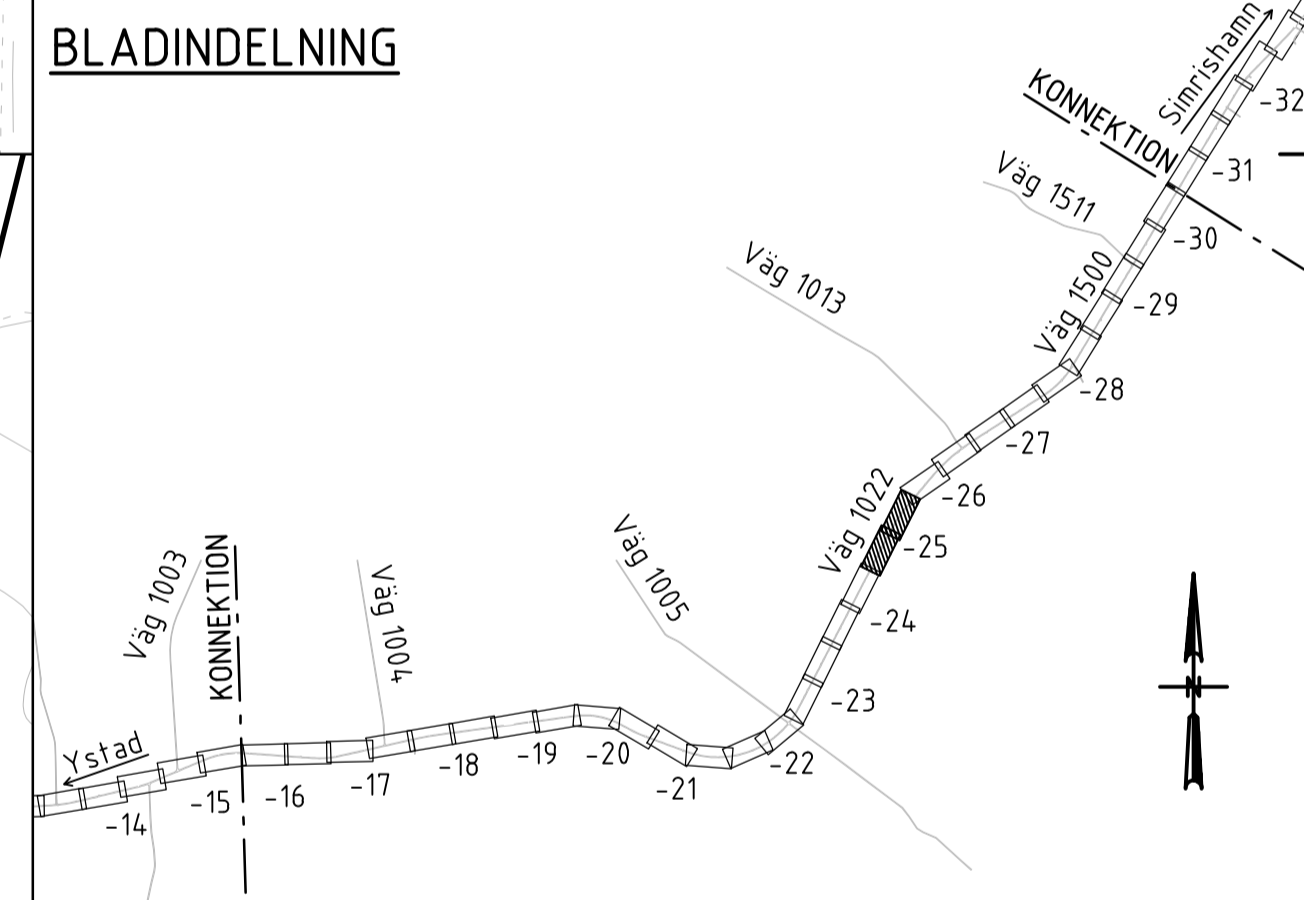 BLADINDELNING
Simrishamn
KONNEKTION
-32
-31
Väg 1511
-30
Väg 1013
Väg 1500
-29
-28
-27
Väg 1022
-26
Väg 1005
-25
Väg 1003
KONNEKTION
Väg 1004
-24
N
-23
Ystad
-22
-21
-20
-19
-18
-17
-16
-15
-14